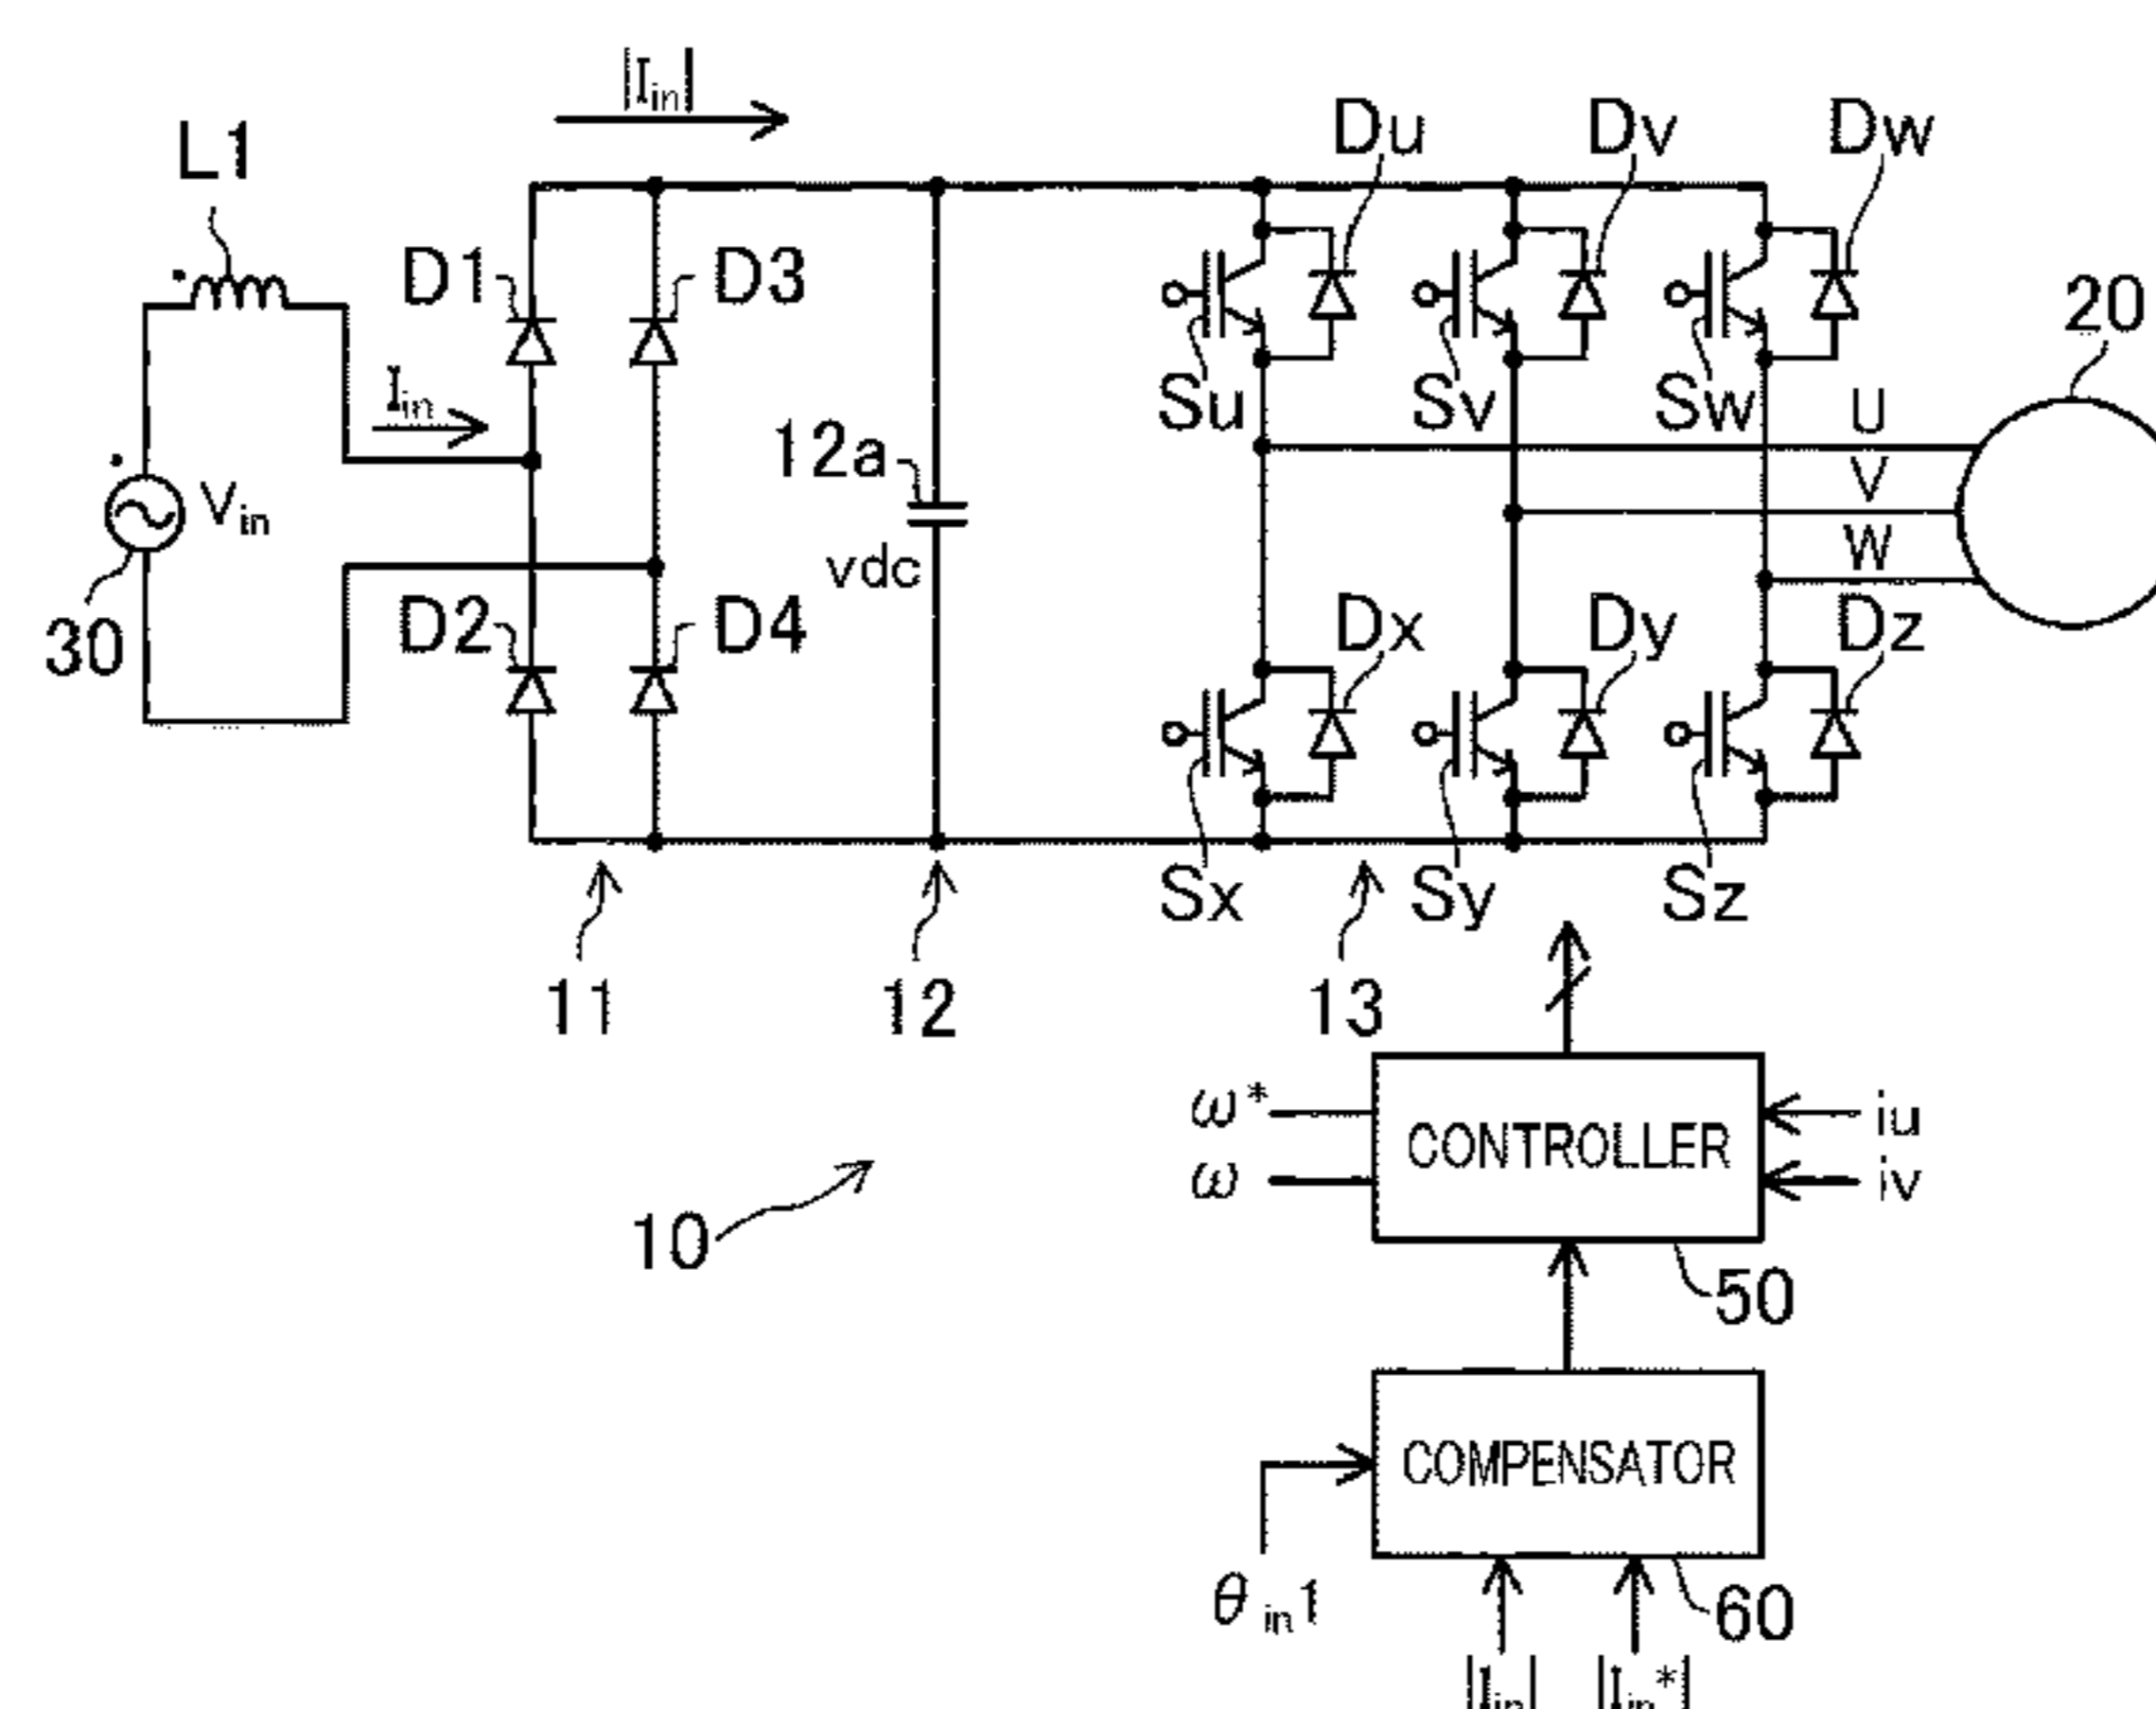 |Iin|
L1
Du
Dv
Dw
D1
D3
20
Iin
Su
Sv
Sw
U
12a
V
Vin
W
vdc
30
D2
D4
Dx
Dy
Dz
Sx
Sy
Sz
11
12
13
ω*
CONTROLLER
iu
ω
iv
10
50
COMPENSATOR
θin1
60
|Iin|
|Iin*|